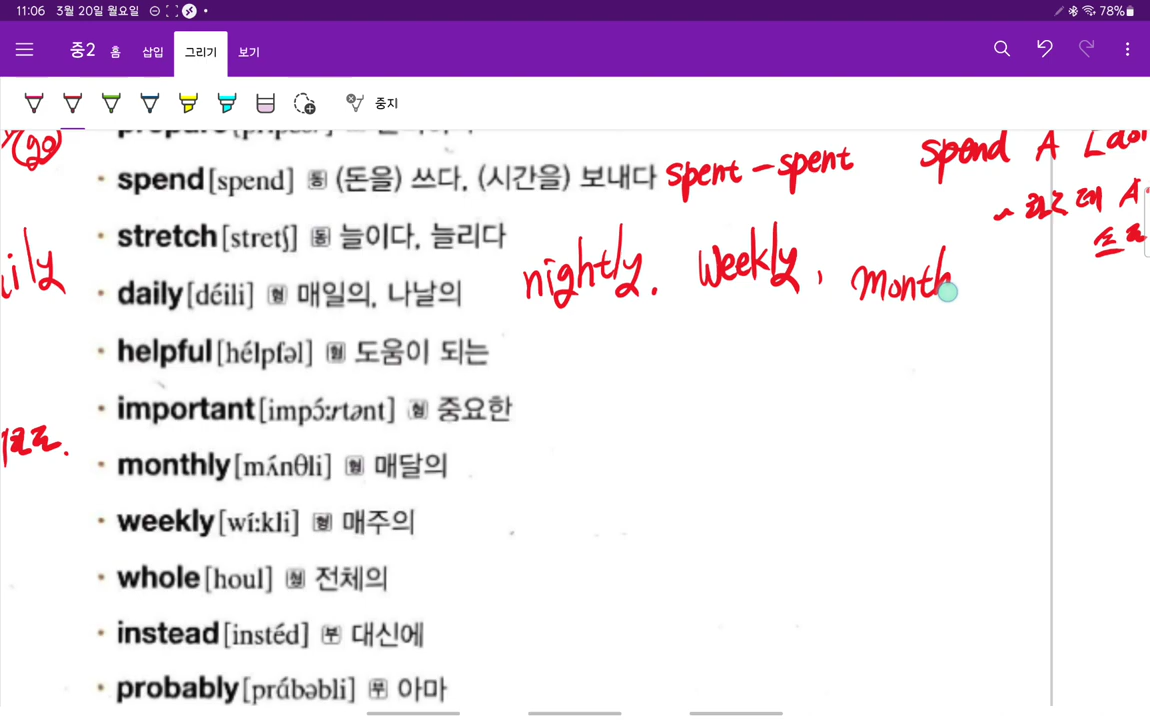 11:06 3월 20일 월요일 78%
중2 홈 삽입 그리기 보기
중지
spend [spend] 동 (돈을) 쓰다, (시간을) 보내다 spent - spent spend A
stretch [stretʃ] 동 늘이다, 늘리다
daily [déili] 형 매일의, 나날의 nightly. weekly, month
helpful [hélpfəl] 형 도움이 되는
important [impɔ́ːrtənt] 형 중요한
monthly [mʌ́nθli] 형 매달의
weekly [wíːkli] 형 매주의
whole [houl] 형 전체의
instead [instéd] 부 대신에
probably [prɑ́bəbli] 부 아마